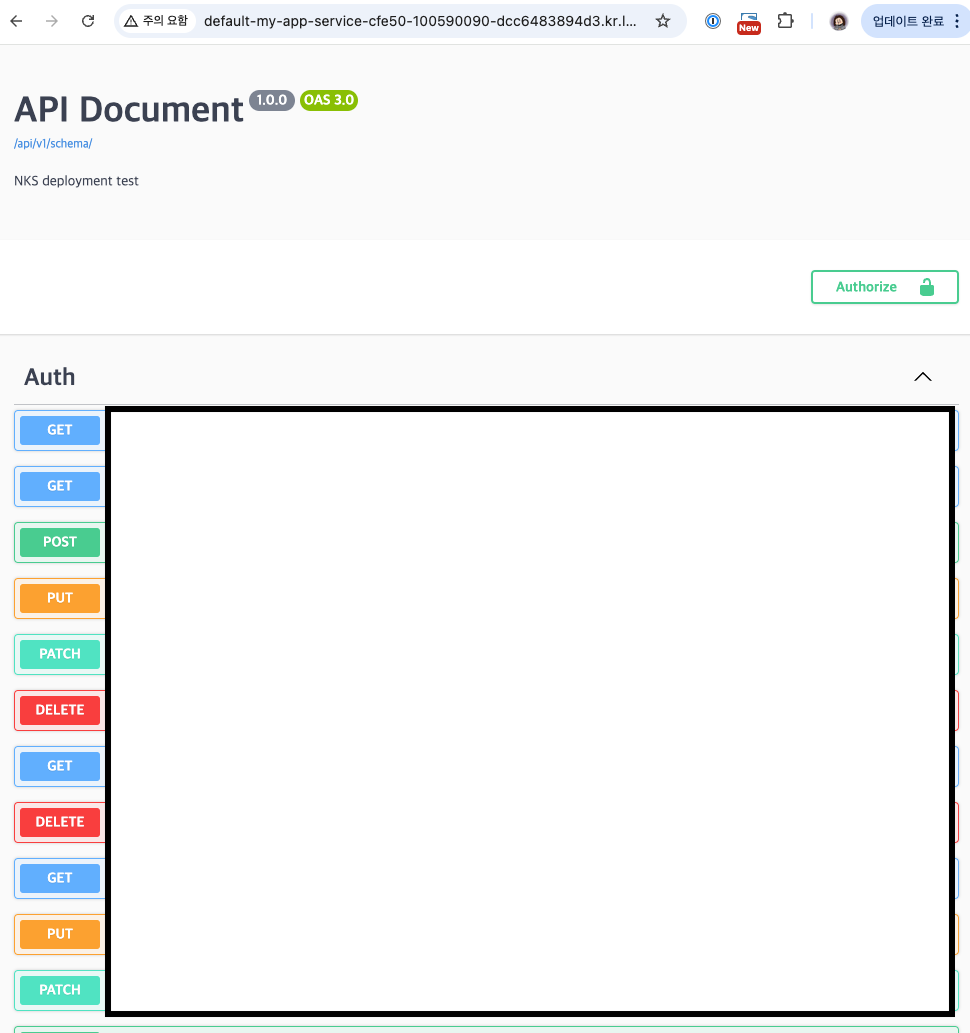 주의 요함 default-my-app-service-cfe50-100590090-dcc6483894d3.kr.l... New 업데이트 완료
API Document 1.0.0 OAS 3.0
/api/v1/schema/
NKS deployment test
Authorize
Auth
GET
GET
POST
PUT
PATCH
DELETE
GET
DELETE
GET
PUT
PATCH